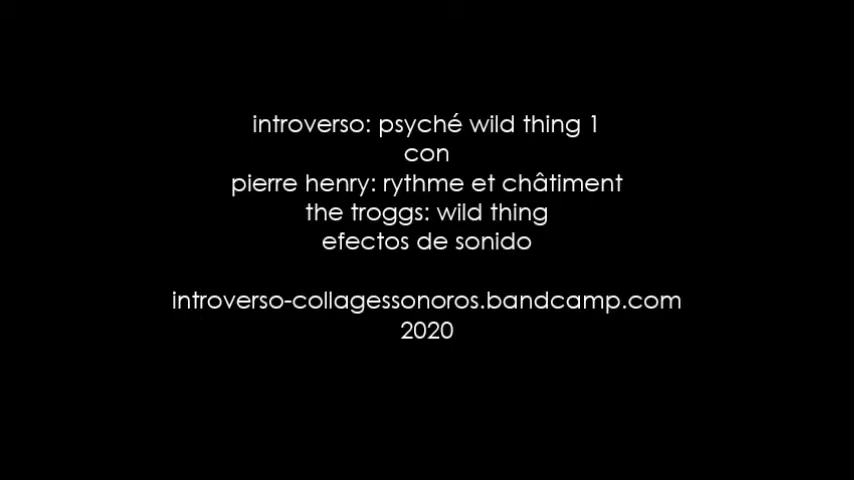 introverso: psyché wild thing 1
con
pierre henry: rythme et châtiment
the troggs: wild thing
efectos de sonido
introverso-collagessonoros.bandcamp.com
2020